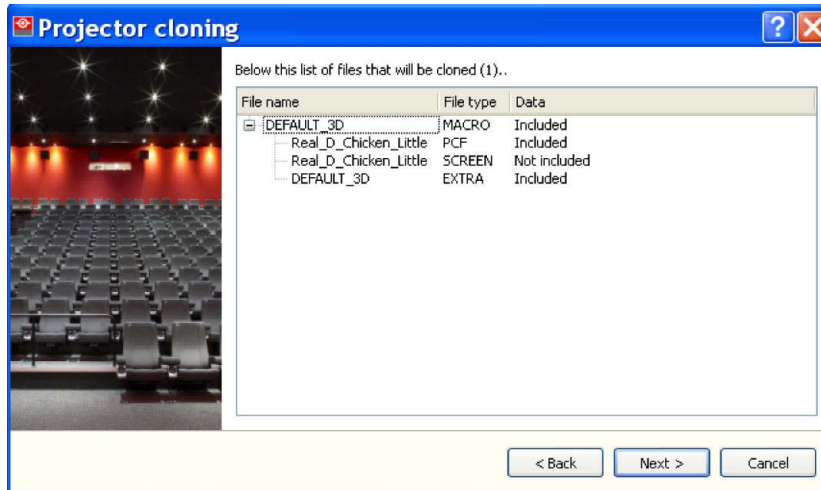 Projector cloning
Below this list of files that will be cloned (1)..
File name File type Data
DEFAULT_3D MACRO Included
Real_D_Chicken_Little PCF Included
Real_D_Chicken_Little SCREEN Not included
DEFAULT_3D EXTRA Included
< Back Next > Cancel